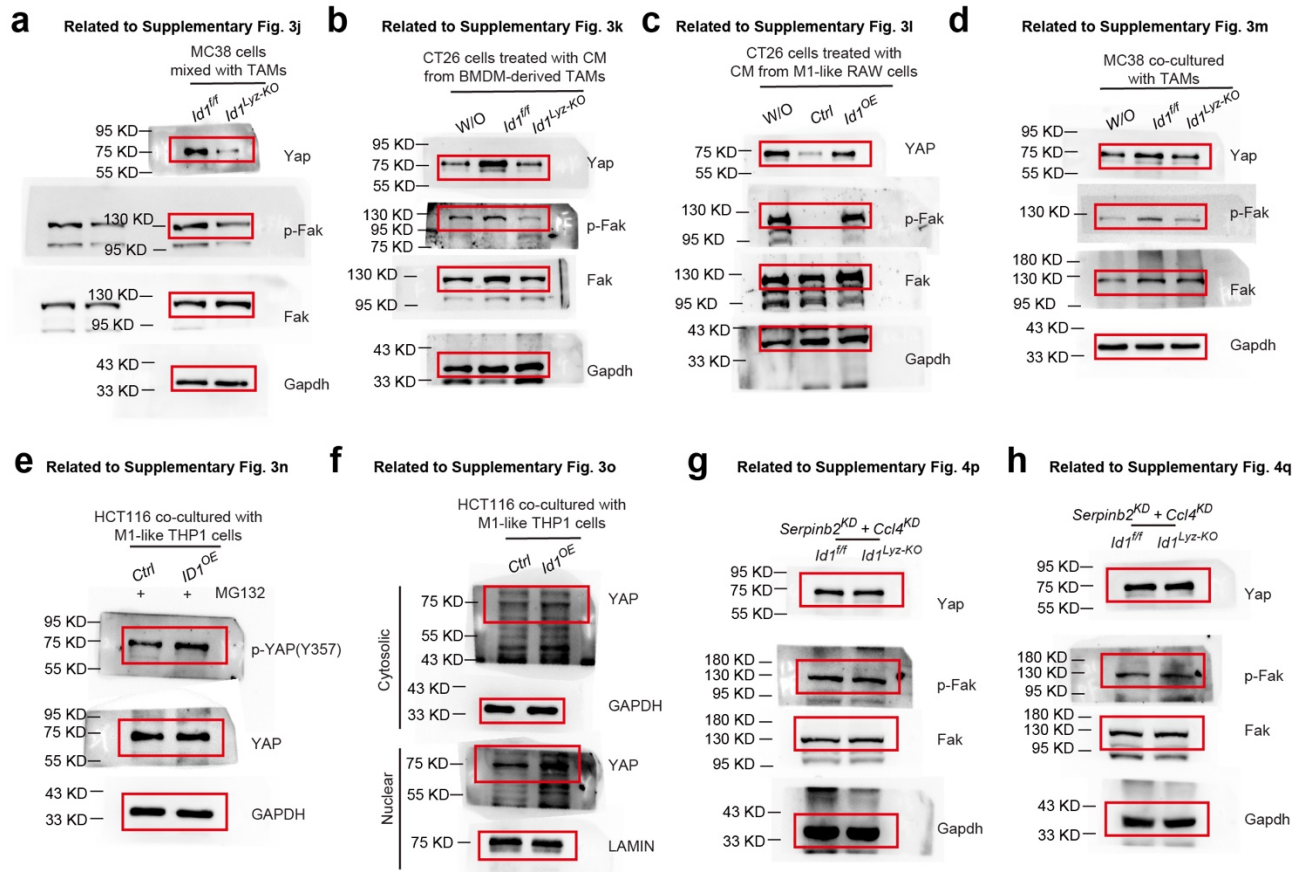 a Related to Supplementary Fig. 3j
MC38 cells
mixed with TAMs
Id1f/f Id1Lyz-KO
95 KD
75 KD
55 KD
Yap
130 KD
95 KD
p-Fak
130 KD
95 KD
Fak
43 KD
33 KD
Gapdh
b Related to Supplementary Fig. 3k
CT26 cells treated with CM
from BMDM-derived TAMs
W/O Id1f/f Id1Lyz-KO
95 KD
75 KD
55 KD
Yap
130 KD
95 KD
75 KD
p-Fak
130 KD
95 KD
Fak
43 KD
33 KD
Gapdh
c Related to Supplementary Fig. 3l
CT26 cells treated with
CM from M1-like RAW cells
W/O Ctrl Id1OE
75 KD
55 KD
YAP
130 KD
95 KD
p-Fak
130 KD
95 KD
Fak
43 KD
33 KD
Gapdh
d Related to Supplementary Fig. 3m
MC38 co-cultured
with TAMs
W/O Id1f/f Id1Lyz-KO
95 KD
75 KD
55 KD
Yap
130 KD
p-Fak
180 KD
130 KD
95 KD
Fak
43 KD
33 KD
Gapdh
e Related to Supplementary Fig. 3n
HCT116 co-cultured with
M1-like THP1 cells
Ctrl ID1OE
+ + MG132
95 KD
75 KD
55 KD
p-YAP(Y357)
95 KD
75 KD
55 KD
YAP
43 KD
33 KD
GAPDH
f Related to Supplementary Fig. 3o
HCT116 co-cultured with
M1-like THP1 cells
Ctrl Id1OE
Cytosolic
75 KD
55 KD
43 KD
YAP
43 KD
33 KD
GAPDH
Nuclear
75 KD
55 KD
YAP
75 KD
LAMIN
g Related to Supplementary Fig. 4p
Serpinb2KD + Ccl4KD
Id1f/f Id1Lyz-KO
95 KD
75 KD
55 KD
Yap
180 KD
130 KD
95 KD
p-Fak
180 KD
130 KD
95 KD
Fak
43 KD
33 KD
Gapdh
h Related to Supplementary Fig. 4q
Serpinb2KD + Ccl4KD
Id1f/f Id1Lyz-KO
95 KD
75 KD
55 KD
Yap
180 KD
130 KD
95 KD
p-Fak
180 KD
130 KD
95 KD
Fak
43 KD
33 KD
Gapdh